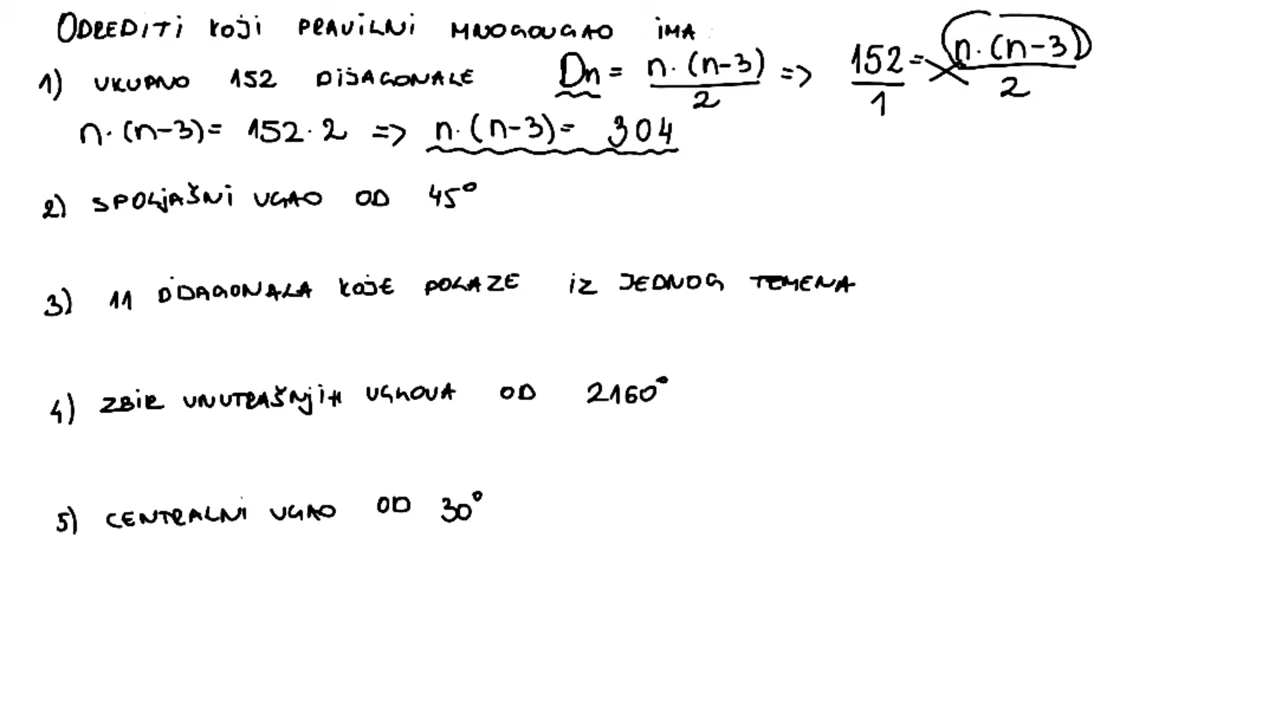 ODREDITI KOJI PRAVILNI MNOGOUGAO IMA
1) UKUPNO 152 DIJAGONALE Dn = n·(n-3)/2 => 152/1 = n·(n-3)/2
n·(n-3) = 152·2 => n·(n-3) = 304
2) SPOLJAŠNJI UGAO OD 45°
3) 11 DIJAGONALA KOJE POLAZE IZ JEDNOG TEMENA
4) ZBIR UNUTRAŠNJIH UGLOVA OD 2160°
5) CENTRALNI UGAO OD 30°